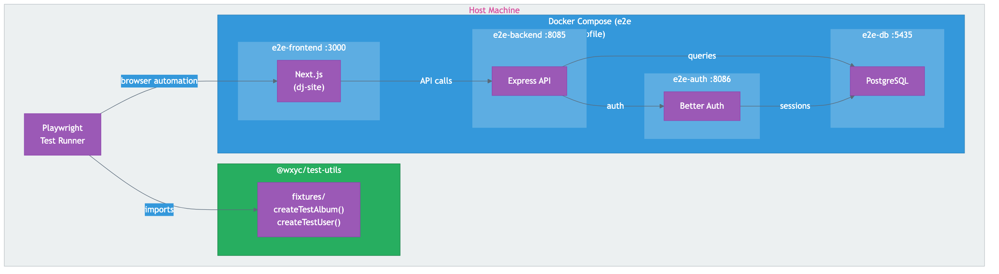 Host Machine
Docker Compose (e2e
ofile)
e2e-frontend :3000
Next.js
(dj-site)
e2e-backend :8085
Express API
e2e-auth :8086
Better Auth
e2e-db :5435
PostgreSQL
browser automation
API calls
queries
auth
sessions
Playwright
Test Runner
imports
@wxyc/test-utils
fixtures/
createTestAlbum()
createTestUser()